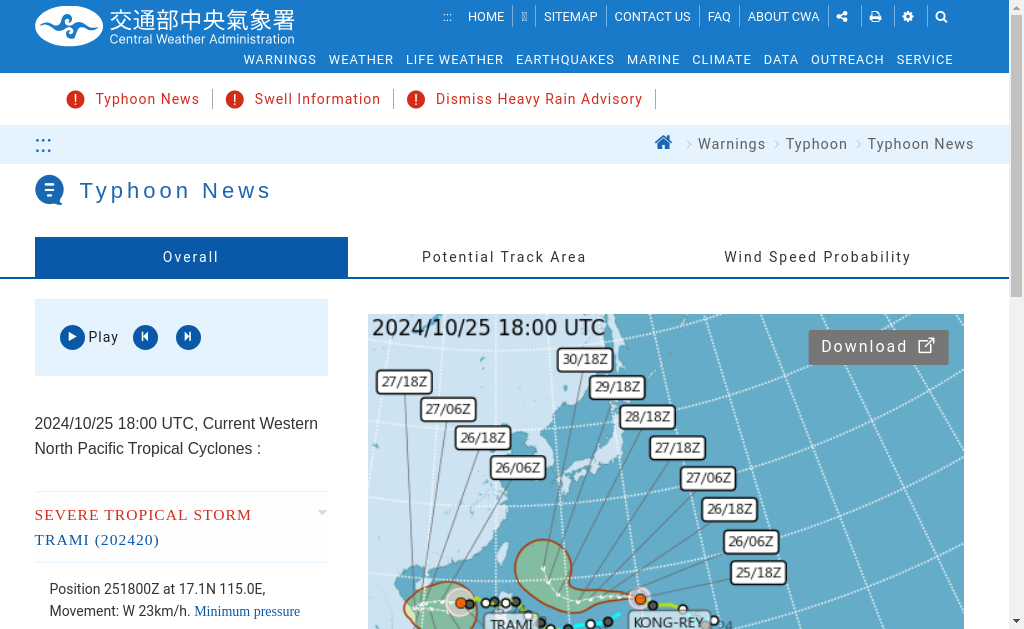 交通部中央氣象署
Central Weather Administration
::: HOME SITEMAP CONTACT US FAQ ABOUT CWA
WARNINGS WEATHER LIFE WEATHER EARTHQUAKES MARINE CLIMATE DATA OUTREACH SERVICE
Typhoon News Swell Information Dismiss Heavy Rain Advisory
::: Warnings Typhoon Typhoon News
Typhoon News
Overall Potential Track Area Wind Speed Probability
Play
2024/10/25 18:00 UTC, Current Western
North Pacific Tropical Cyclones :
SEVERE TROPICAL STORM
TRAMI (202420)
Position 251800Z at 17.1N 115.0E,
Movement: W 23km/h. Minimum pressure
2024/10/25 18:00 UTC
Download
30/18Z
27/18Z
29/18Z
27/06Z
28/18Z
26/18Z
27/18Z
26/06Z
27/06Z
26/18Z
26/06Z
25/18Z
TRAMI
KONG-REY